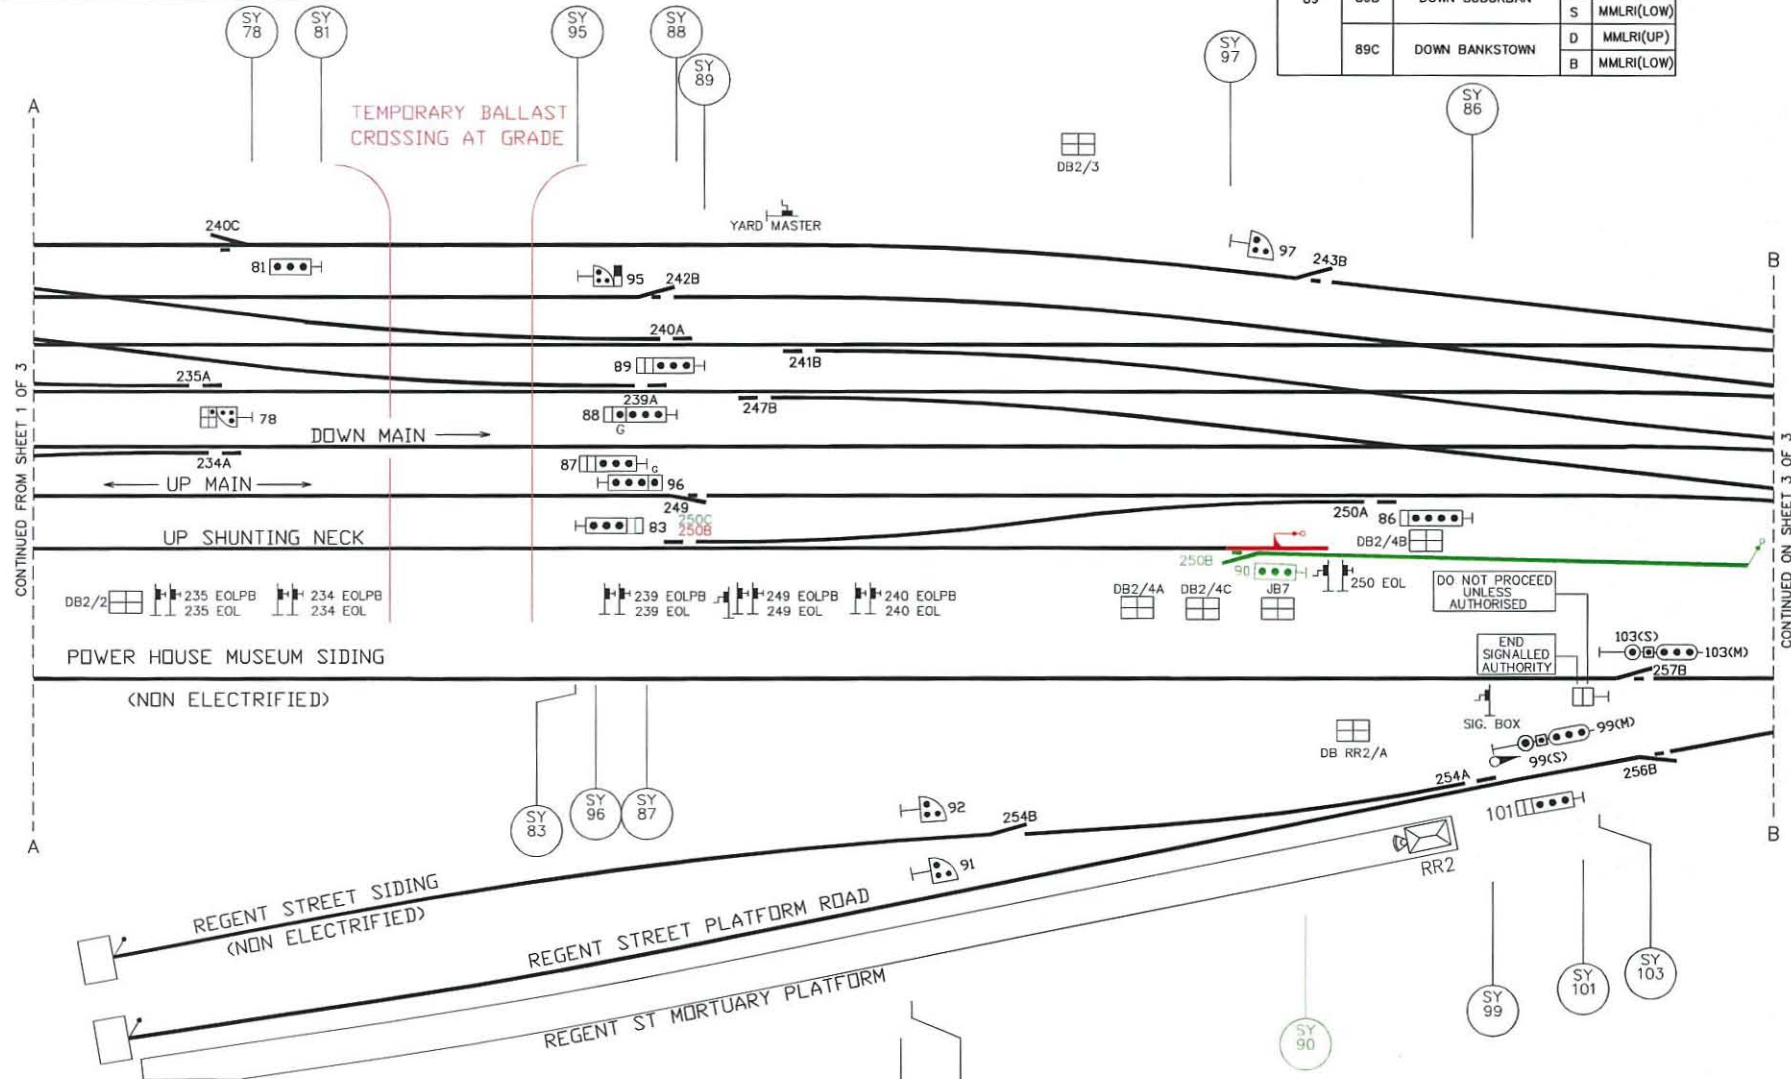 DOWN SUBURBAN
S MMLRI(LOW)
89C DOWN BANKSTOWN
D MMLRI(UP)
B MMLRI(LOW)
SY 78
SY 81
SY 95
SY 88
SY 89
SY 97
SY 86
A
B
TEMPORARY BALLAST
CROSSING AT GRADE
DB2/3
YARD MASTER
240C
81
95
242B
97
243B
240A
89
241B
235A
239A
78
88
G
247B
DOWN MAIN
87
G
234A
UP MAIN
96
249
250C
250B
83
250A
86
UP SHUNTING NECK
DB2/4B
250B
90
250 EOL
DB2/2
235 EOLPB
235 EOL
234 EOLPB
234 EOL
239 EOLPB
239 EOL
249 EOLPB
249 EOL
240 EOLPB
240 EOL
DB2/4A
DB2/4C
JB7
DO NOT PROCEED
UNLESS
AUTHORISED
END
SIGNALLED
AUTHORITY
103(S)
103(M)
257B
POWER HOUSE MUSEUM SIDING
(NON ELECTRIFIED)
SIG. BOX
DB RR2/A
99(M)
99(S)
254A
256B
101
SY 83
SY 96
SY 87
92
254B
91
RR2
REGENT STREET SIDING
(NON ELECTRIFIED)
REGENT STREET PLATFORM ROAD
REGENT ST MORTUARY PLATFORM
SY 90
SY 99
SY 101
SY 103
CONTINUED FROM SHEET 1 OF 3
CONTINUED ON SHEET 3 OF 3
A
B